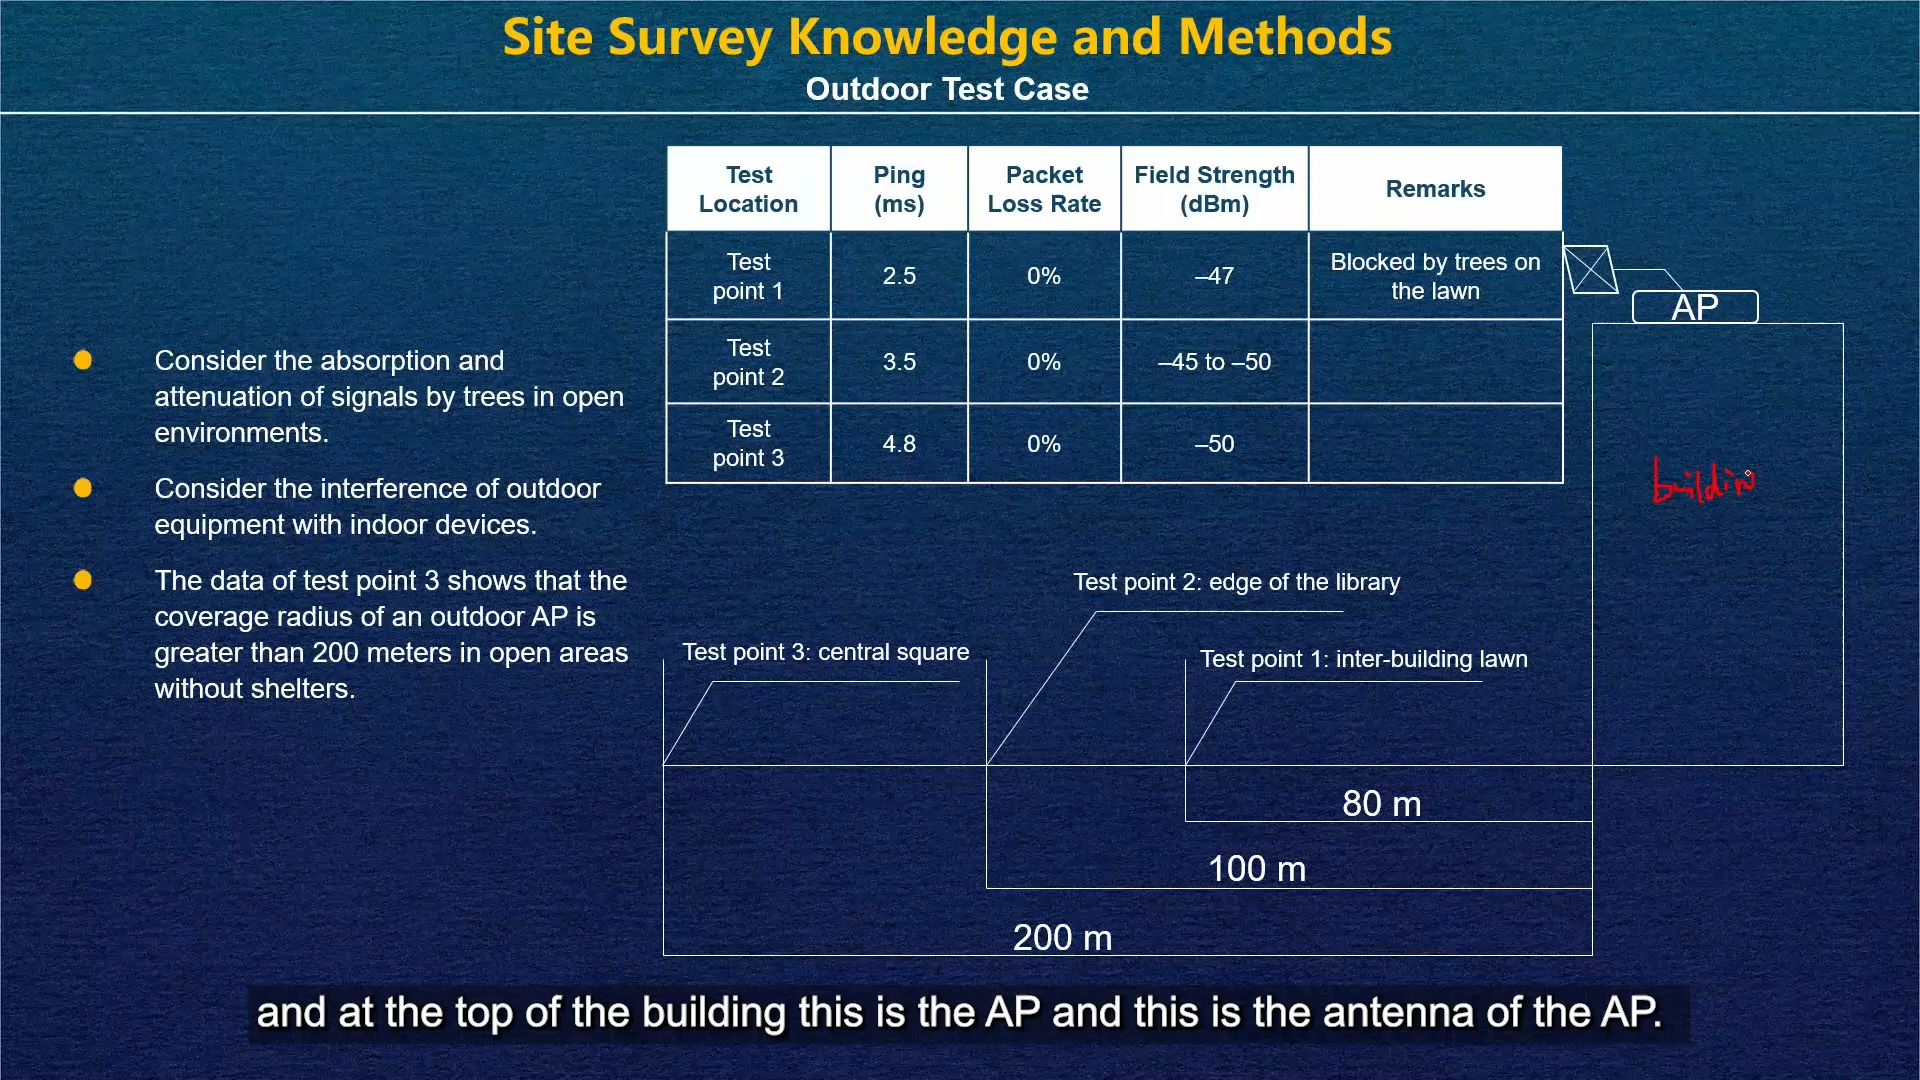 Site Survey Knowledge and Methods
Outdoor Test Case
Test
Location
Ping
(ms)
Packet
Loss Rate
Field Strength
(dBm)
Remarks
Test
point 1
2.5
0%
–47
Blocked by trees on
the lawn
Test
point 2
3.5
0%
–45 to –50
Test
point 3
4.8
0%
–50
AP
buildin
Consider the absorption and
attenuation of signals by trees in open
environments.
Consider the interference of outdoor
equipment with indoor devices.
The data of test point 3 shows that the
coverage radius of an outdoor AP is
greater than 200 meters in open areas
without shelters.
Test point 2: edge of the library
Test point 3: central square
Test point 1: inter-building lawn
80 m
100 m
200 m
and at the top of the building this is the AP and this is the antenna of the AP.